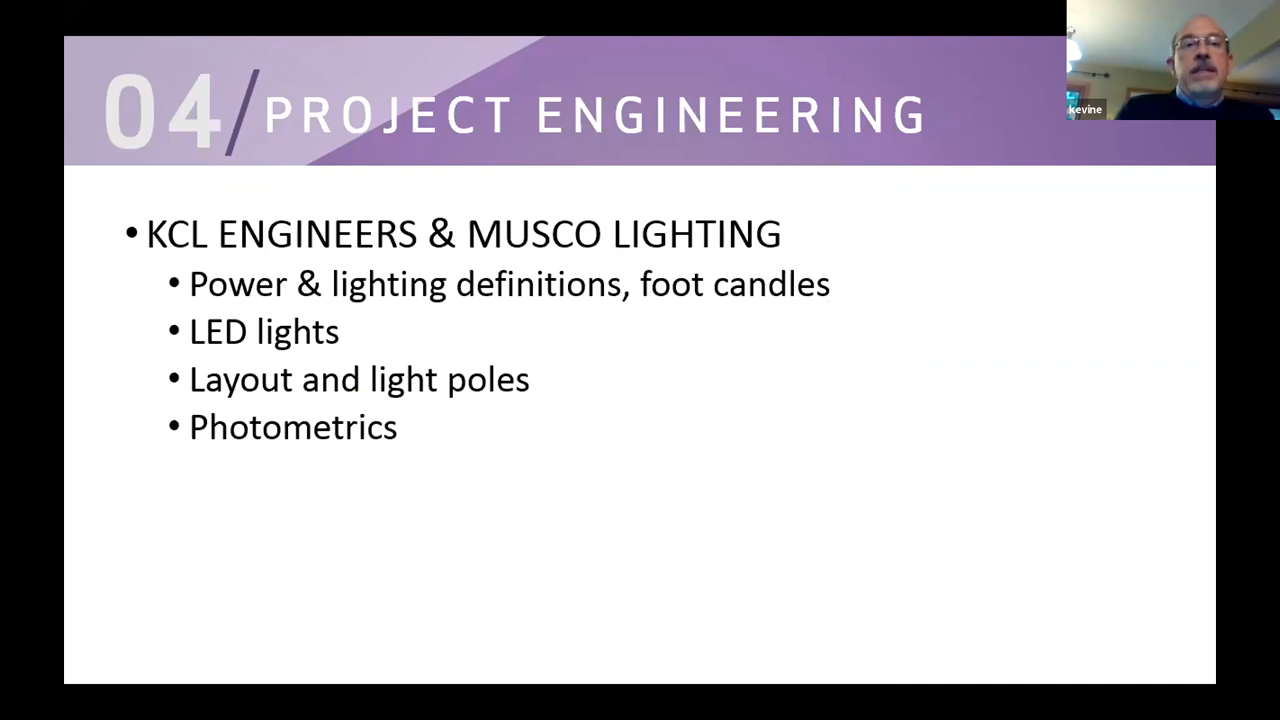 04/PROJECT ENGINEERING
kevine
• KCL ENGINEERS & MUSCO LIGHTING
• Power & lighting definitions, foot candles
• LED lights
• Layout and light poles
• Photometrics